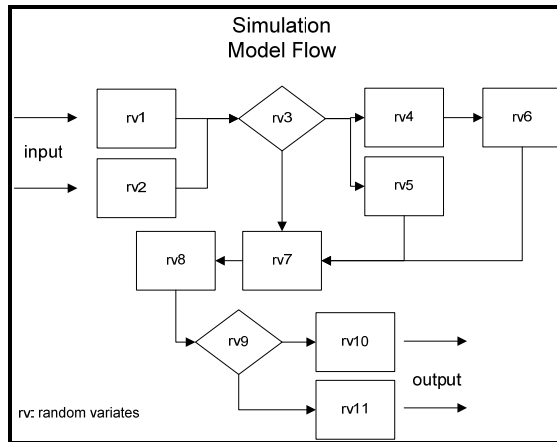 Simulation
Model Flow
rv1
rv3
rv4
rv6
input
rv2
rv5
rv8
rv7
rv9
rv10
output
rv11
rv: random variates